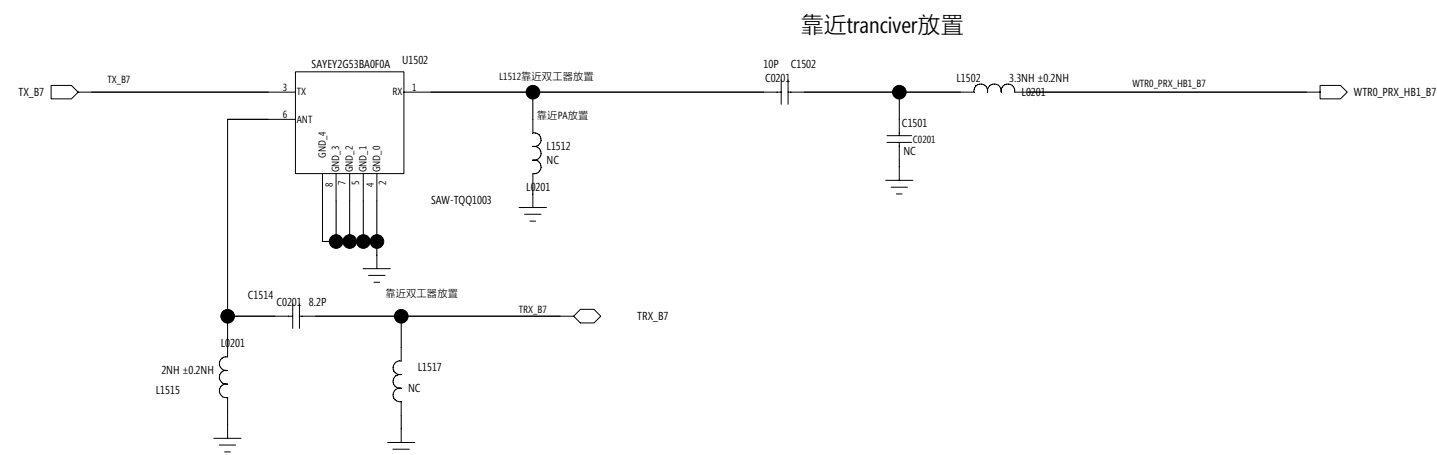 靠近tranciver放置
SAYEY2G53BA0F0A
U1502
TX_B7
TX_B7
3
TX
RX
1
L1512靠近双工器放置
10P
C1502
C0201
L1502
3.3NH ±0.2NH
L0201
WTR0_PRX_HB1_B7
WTR0_PRX_HB1_B7
6
ANT
靠近PA放置
C1501
C0201
NC
L1512
NC
L0201
GND_4
GND_3
GND_2
GND_1
GND_0
8
7
5
4
2
SAW-TQQ1003
C1514
C0201
8.2P
靠近双工器放置
TRX_B7
TRX_B7
L0201
2NH ±0.2NH
L1515
L1517
NC